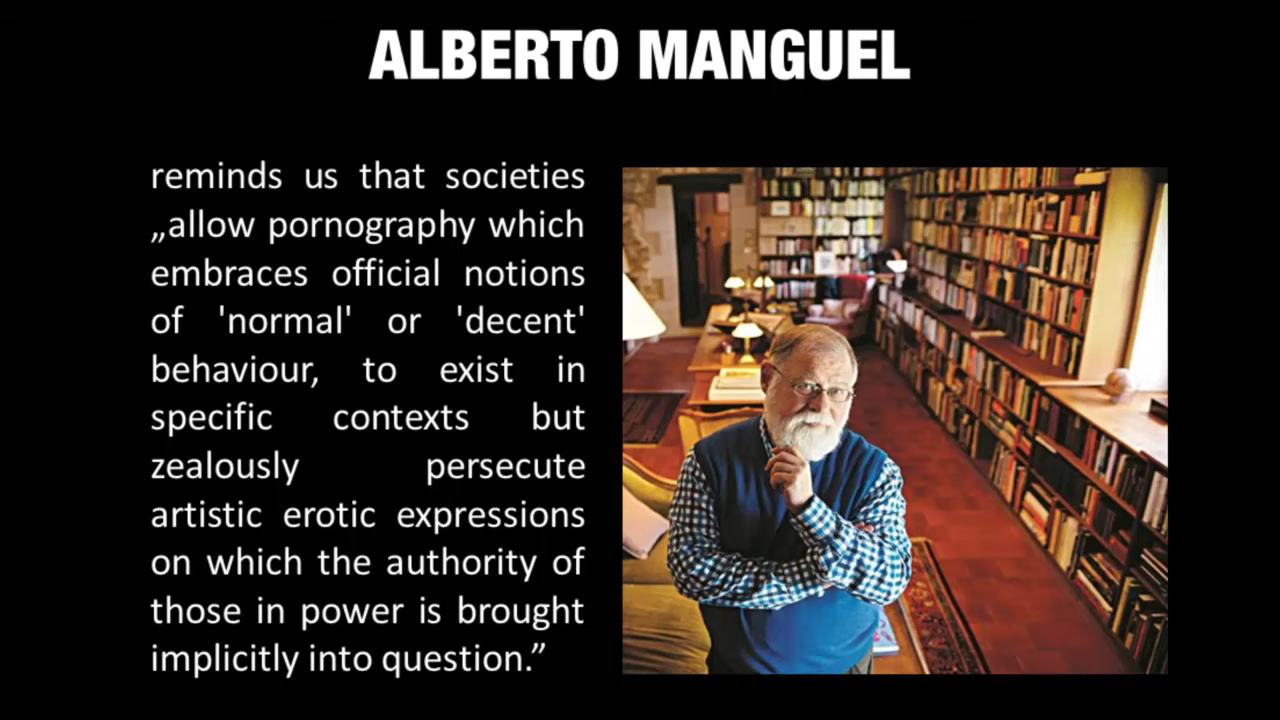 ALBERTO MANGUEL
reminds us that societies
„allow pornography which
embraces official notions
of 'normal' or 'decent'
behaviour, to exist in
specific contexts but
zealously persecute
artistic erotic expressions
on which the authority of
those in power is brought
implicitly into question.”